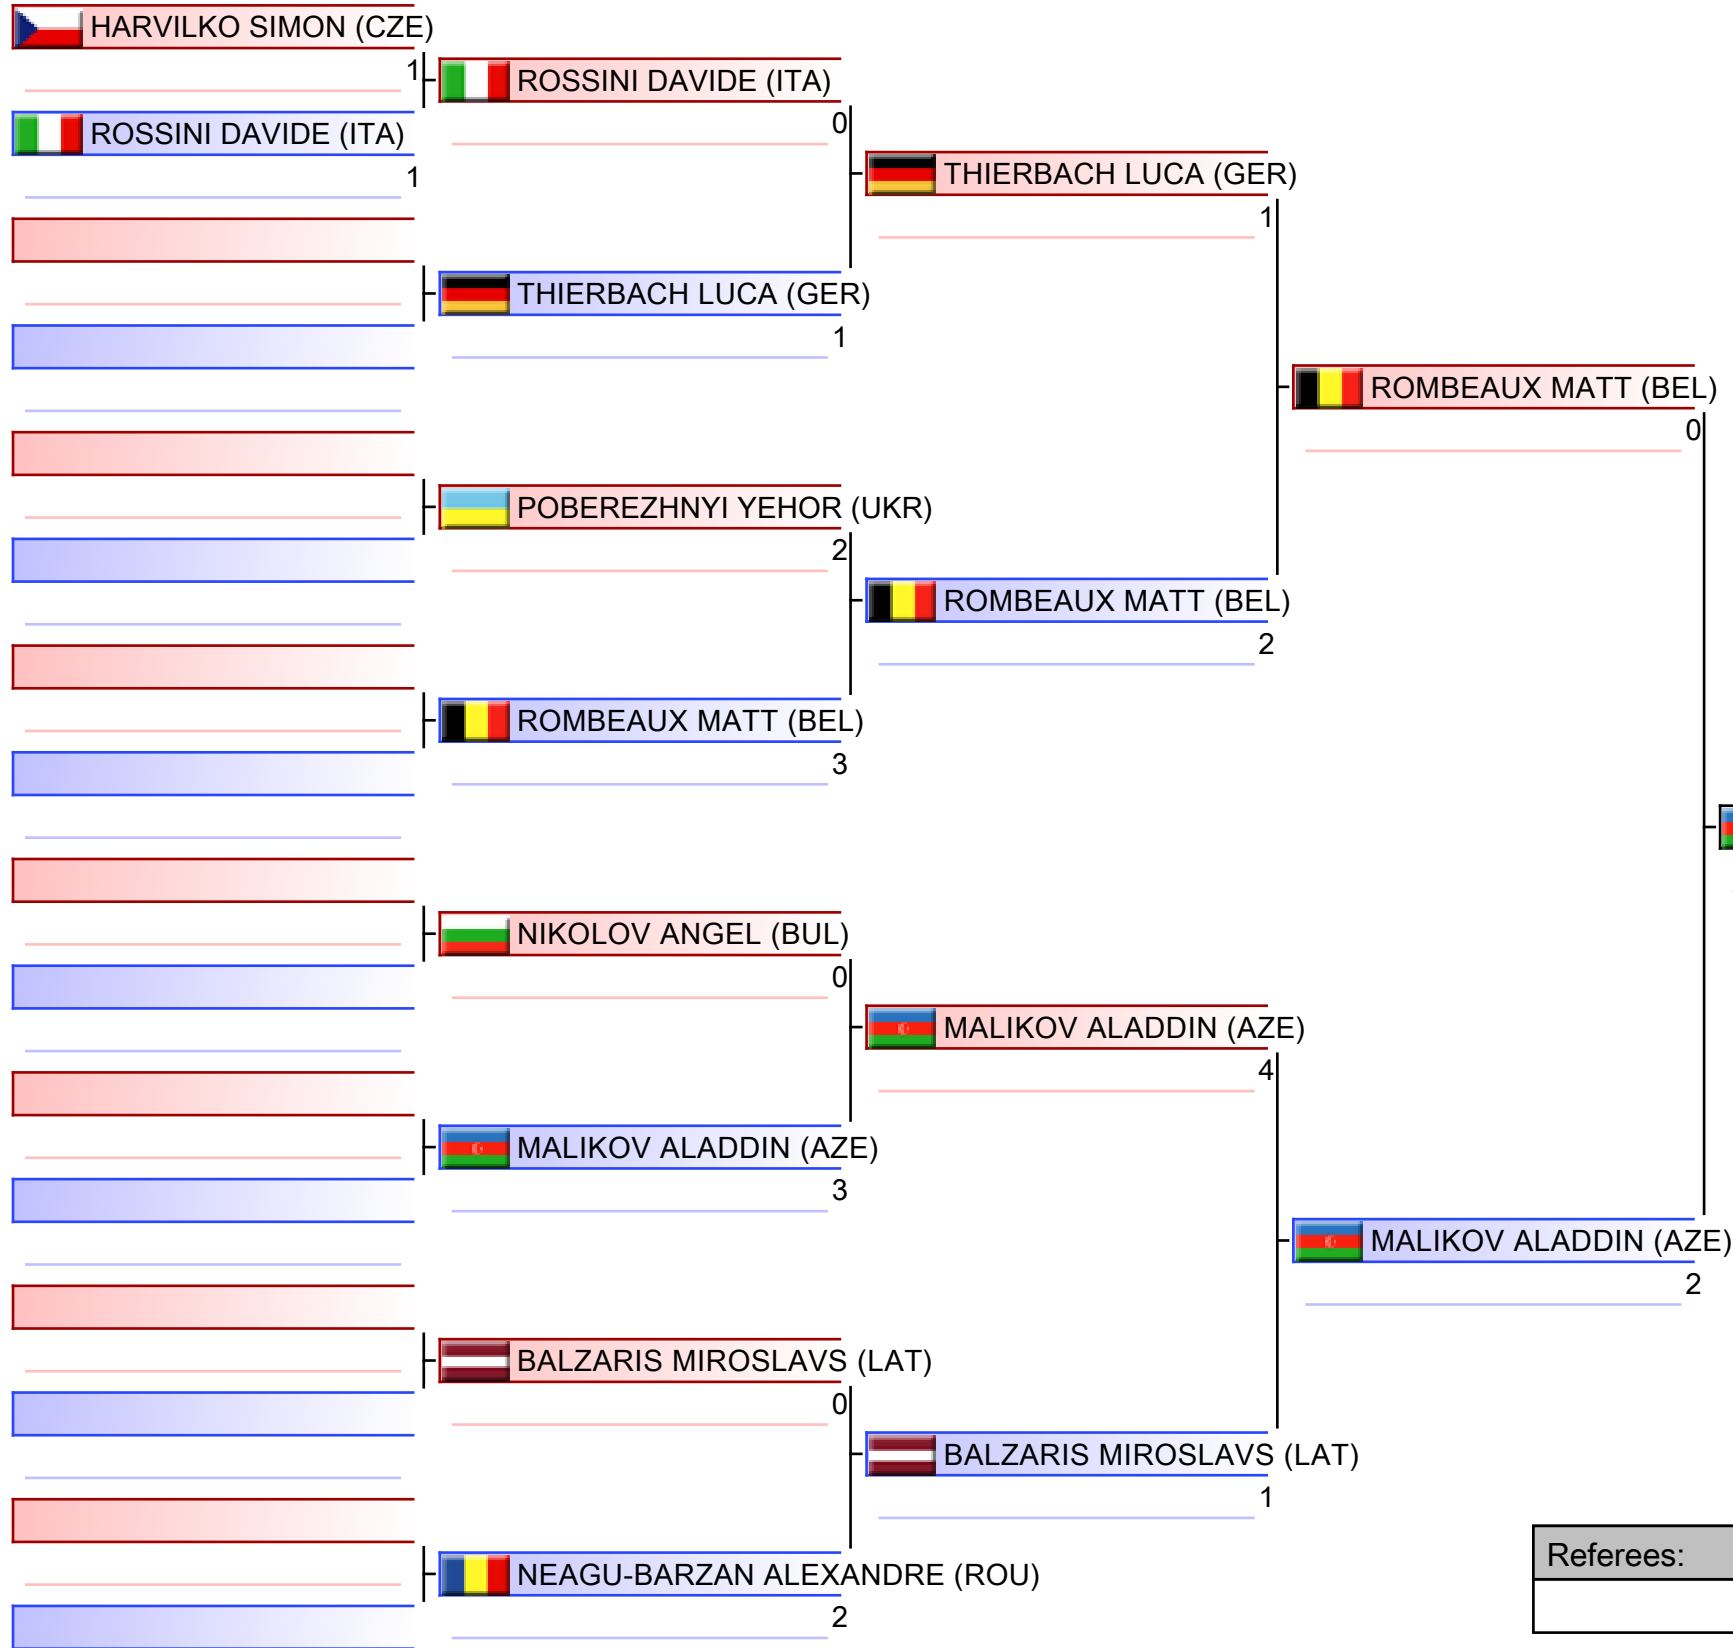 HARVILKO SIMON (CZE)
1
ROSSINI DAVIDE (ITA)
1
ROSSINI DAVIDE (ITA)
0
THIERBACH LUCA (GER)
1
POBEREZHNYI YEHOR (UKR)
2
ROMBEAUX MATT (BEL)
3
NIKOLOV ANGEL (BUL)
0
MALIKOV ALADDIN (AZE)
3
BALZARIS MIROSLAVS (LAT)
0
NEAGU-BARZAN ALEXANDRE (ROU)
2
THIERBACH LUCA (GER)
1
ROMBEAUX MATT (BEL)
2
MALIKOV ALADDIN (AZE)
4
BALZARIS MIROSLAVS (LAT)
1
ROMBEAUX MATT (BEL)
0
MALIKOV ALADDIN (AZE)
2
Referees: